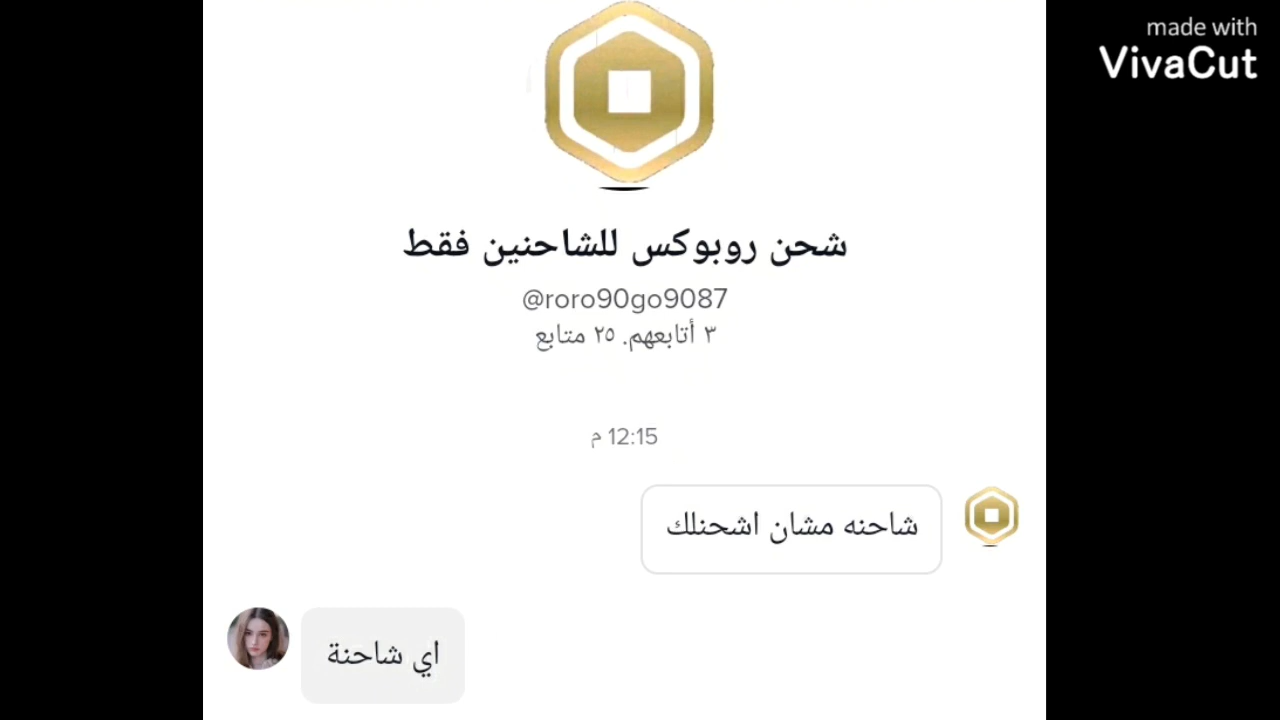 made with
VivaCut
شحن روبوكس للشاحنين فقط
@roro90go9087
٣ أتابعهم. ٢٥ متابع
12:15 م
شاحنه مشان اشحنلك
اي شاحنة